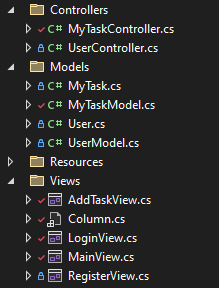 Controllers
C# MyTaskController.cs
C# UserController.cs
Models
C# MyTask.cs
C# MyTaskModel.cs
C# User.cs
C# UserModel.cs
Resources
Views
AddTaskView.cs
Column.cs
LoginView.cs
MainView.cs
RegisterView.cs